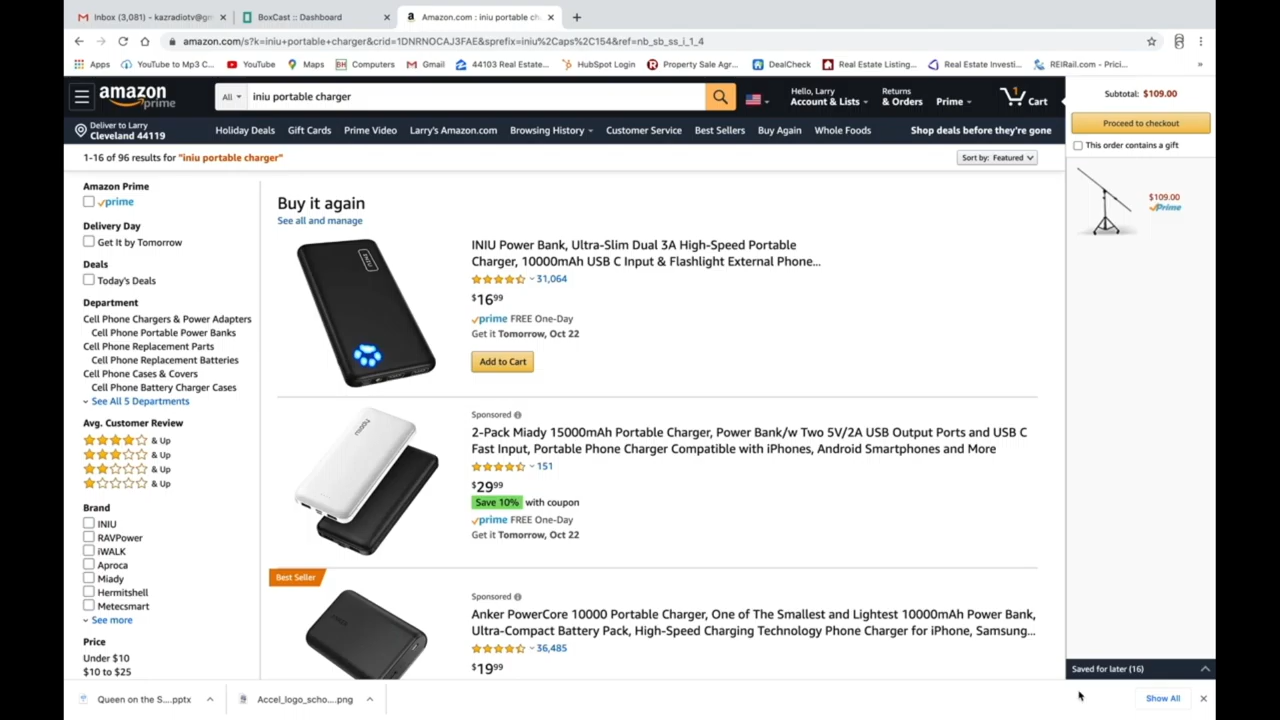 Inbox (3,081) - kazradiotv@gm
BoxCast :: Dashboard
Amazon.com : iniu portable ch
amazon.com/s?k=iniu+portable+charger&crid=1DNRNOCAJ3FAE&sprefix=iniu%2Caps%2C154&ref=nb_sb_ss_i_1_4
Apps
YouTube to Mp3 C...
YouTube
Maps
Computers
Gmail
44103 Real Estate...
HubSpot Login
Property Sale Agr...
DealCheck
Real Estate Listing...
Real Estate Investi...
REIRail.com - Prici...
amazon prime
All
iniu portable charger
Hello, Larry
Account & Lists
Returns
& Orders
Prime
1
Cart
Subtotal: $109.00
Deliver to Larry
Cleveland 44119
Holiday Deals
Gift Cards
Prime Video
Larry's Amazon.com
Browsing History
Customer Service
Best Sellers
Buy Again
Whole Foods
Shop deals before they're gone
Proceed to checkout
This order contains a gift
1-16 of 96 results for "iniu portable charger"
Sort by: Featured
$109.00
prime
Amazon Prime
prime
Delivery Day
Get It by Tomorrow
Deals
Today's Deals
Department
Cell Phone Chargers & Power Adapters
Cell Phone Portable Power Banks
Cell Phone Replacement Parts
Cell Phone Replacement Batteries
Cell Phone Cases & Covers
Cell Phone Battery Charger Cases
See All 5 Departments
Avg. Customer Review
& Up
& Up
& Up
& Up
Brand
INIU
RAVPower
iWALK
Aproca
Miady
Hermitshell
Metecsmart
See more
Price
Under $10
$10 to $25
Buy it again
See all and manage
INIU
INIU Power Bank, Ultra-Slim Dual 3A High-Speed Portable
Charger, 10000mAh USB C Input & Flashlight External Phone...
31,064
$16.99
prime FREE One-Day
Get it Tomorrow, Oct 22
Add to Cart
Sponsored
2-Pack Miady 15000mAh Portable Charger, Power Bank/w Two 5V/2A USB Output Ports and USB C
Fast Input, Portable Phone Charger Compatible with iPhones, Android Smartphones and More
151
$29.99
Save 10% with coupon
prime FREE One-Day
Get it Tomorrow, Oct 22
Best Seller
Sponsored
Anker PowerCore 10000 Portable Charger, One of The Smallest and Lightest 10000mAh Power Bank,
Ultra-Compact Battery Pack, High-Speed Charging Technology Phone Charger for iPhone, Samsung...
36,485
$19.99
Saved for later (16)
Queen on the S....pptx
Accel_logo_scho....png
Show All